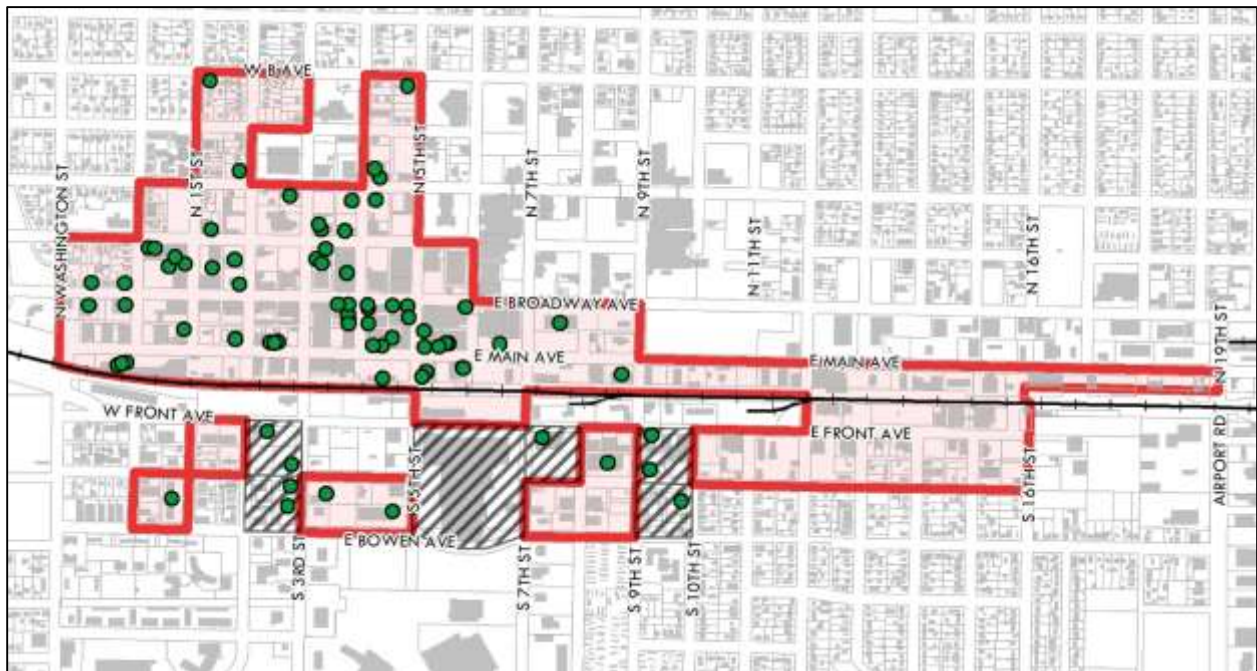 W B AVE
N WASHINGTON ST
N 1ST ST
N 5TH ST
N 7TH ST
N 9TH ST
N 11TH ST
N 16TH ST
N 19TH ST
E BROADWAY AVE
E MAIN AVE
E MAIN AVE
W FRONT AVE
E FRONT AVE
S 3RD ST
S 5TH ST
S 7TH ST
S 9TH ST
S 10TH ST
S 16TH ST
AIRPORT RD
E BOWEN AVE